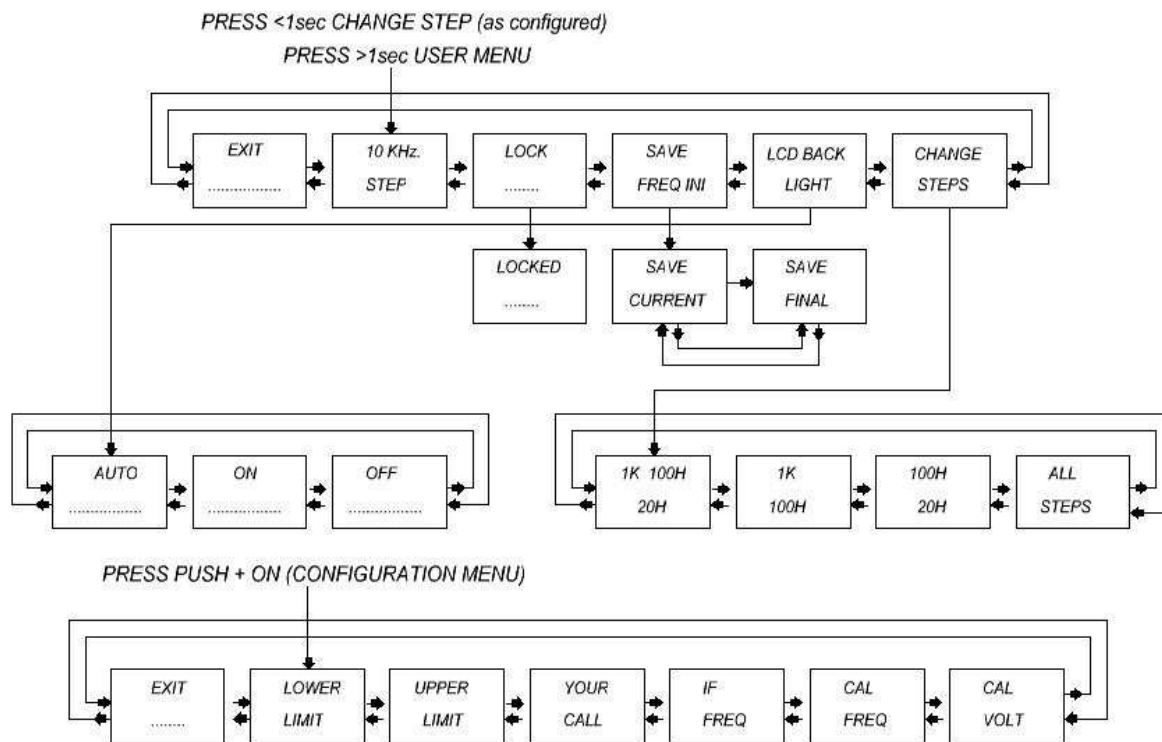 PRESS <1sec CHANGE STEP (as configured)
PRESS >1sec USER MENU
EXIT
..................
10 KHz.
STEP
LOCK
........
SAVE
FREQ INI
LCD BACK
LIGHT
CHANGE
STEPS
LOCKED
........
SAVE
CURRENT
SAVE
FINAL
AUTO
..................
ON
..................
OFF
..................
1K 100H
20H
1K
100H
100H
20H
ALL
STEPS
PRESS PUSH + ON (CONFIGURATION MENU)
EXIT
........
LOWER
LIMIT
UPPER
LIMIT
YOUR
CALL
IF
FREQ
CAL
FREQ
CAL
VOLT